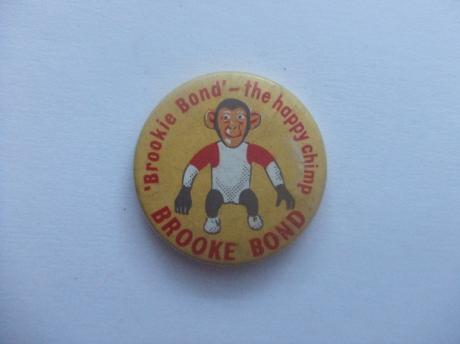 'Brookie Bond' - the happy chimp
BROOKE BOND